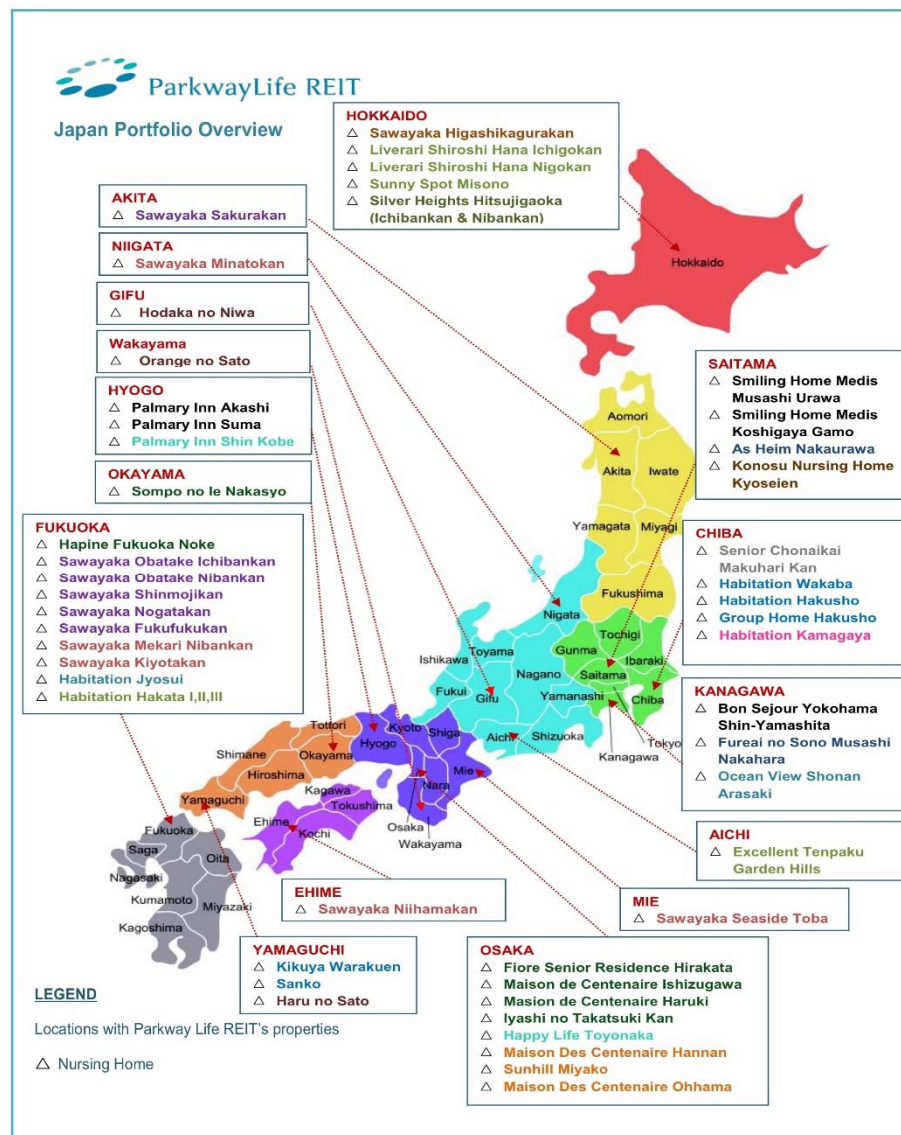 ParkwayLife REIT
Japan Portfolio Overview
HOKKAIDO
△ Sawayaka Higashikagurakan
△ Liverari Shiroshi Hana Ichigokan
△ Liverari Shiroshi Hana Nigokan
△ Sunny Spot Misono
△ Silver Heights Hitsujigaoka
(Ichibankan & Nibankan)
AKITA
△ Sawayaka Sakurakan
NIIGATA
△ Sawayaka Minatokan
GIFU
△ Hodaka no Niwa
Wakayama
△ Orange no Sato
HYOGO
△ Palmary Inn Akashi
△ Palmary Inn Suma
△ Palmary Inn Shin Kobe
OKAYAMA
△ Sompo no Ie Nakasyo
FUKUOKA
△ Hapine Fukuoka Noke
△ Sawayaka Obatake Ichibankan
△ Sawayaka Obatake Nibankan
△ Sawayaka Shinmojikan
△ Sawayaka Nogatakan
△ Sawayaka Fukufukukan
△ Sawayaka Mekari Nibankan
△ Sawayaka Kiyotakan
△ Habitation Jyosui
△ Habitation Hakata I,II,III
SAITAMA
△ Smiling Home Medis
Musashi Urawa
△ Smiling Home Medis
Koshigaya Gamo
△ As Heim Nakaurawa
△ Konosu Nursing Home
Kyoseien
CHIBA
△ Senior Chonaikai
Makuhari Kan
△ Habitation Wakaba
△ Habitation Hakusho
△ Group Home Hakusho
△ Habitation Kamagaya
KANAGAWA
△ Bon Sejour Yokohama
Shin-Yamashita
△ Fureai no Sono Musashi
Nakahara
△ Ocean View Shonan
Arasaki
AICHI
△ Excellent Tenpaku
Garden Hills
MIE
△ Sawayaka Seaside Toba
EHIME
△ Sawayaka Niihamakan
YAMAGUCHI
△ Kikuya Warakuen
△ Sanko
△ Haru no Sato
OSAKA
△ Fiore Senior Residence Hirakata
△ Maison de Centenaire Ishizugawa
△ Masion de Centenaire Haruki
△ Iyashi no Takatsuki Kan
△ Happy Life Toyonaka
△ Maison Des Centenaire Hannan
△ Sunhill Miyako
△ Maison Des Centenaire Ohhama
Hokkaido
Aomori
Akita
Iwate
Yamagata
Miyagi
Fukushima
Nigata
Tochigi
Gunma
Ibaraki
Saitama
Chiba
Tokyo
Kanagawa
Toyama
Ishikawa
Nagano
Fukui
Gifu
Yamanashi
Aichi
Shizuoka
Kyoto
Shiga
Hyogo
Mie
Nara
Osaka
Wakayama
Tottori
Shimane
Okayama
Hiroshima
Yamaguchi
Kagawa
Tokushima
Ehime
Kochi
Fukuoka
Saga
Oita
Nagasaki
Kumamoto
Miyazaki
Kagoshima
LEGEND
Locations with Parkway Life REIT's properties
△ Nursing Home